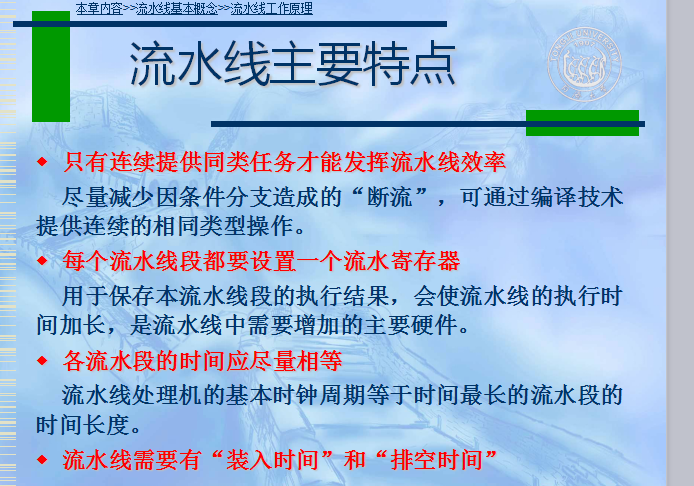 本章内容>>流水线基本概念>>流水线工作原理
流水线主要特点
◆ 只有连续提供同类任务才能发挥流水线效率
尽量减少因条件分支造成的“断流”，可通过编译技术
提供连续的相同类型操作。
◆ 每个流水线段都要设置一个流水寄存器
用于保存本流水线段的执行结果，会使流水线的执行时
间加长，是流水线中需要增加的主要硬件。
◆ 各流水段的时间应尽量相等
流水线处理机的基本时钟周期等于时间最长的流水段的
时间长度。
◆ 流水线需要有“装入时间”和“排空时间”